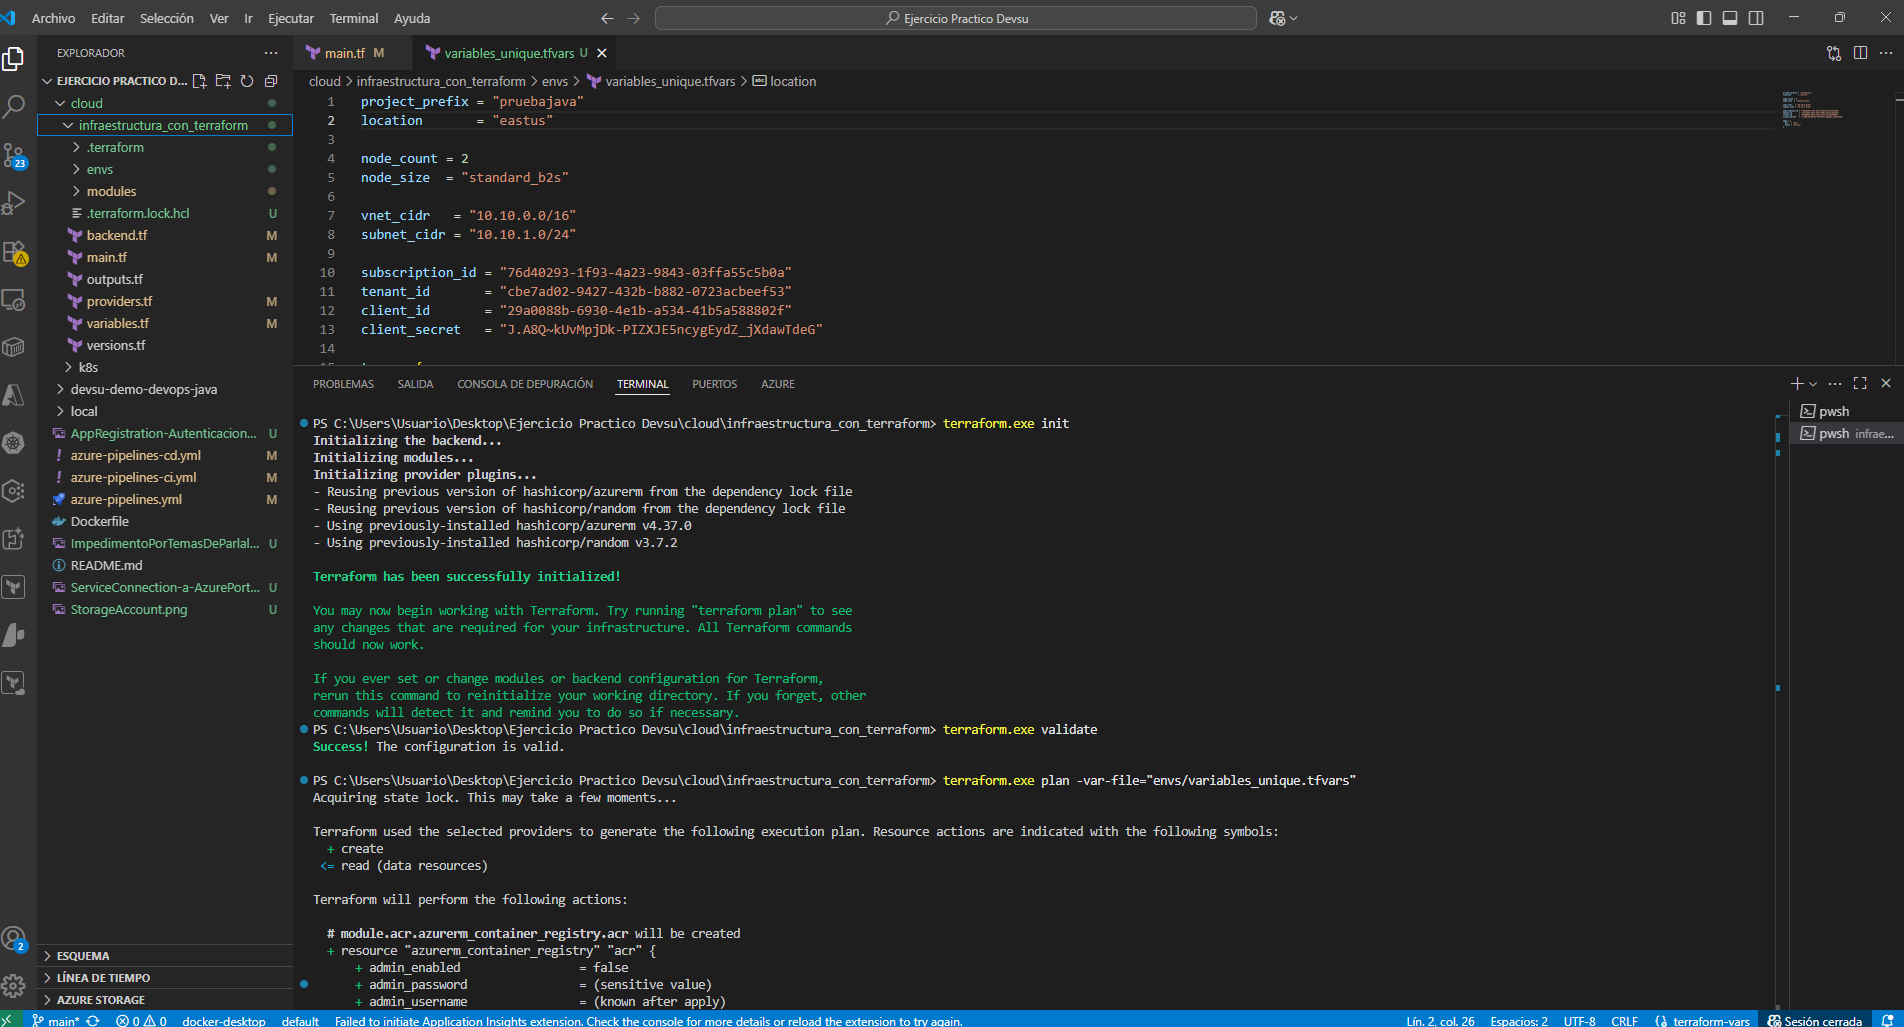 Archivo Editar Selección Ver Ir Ejecutar Terminal Ayuda
Ejercicio Practico Devsu
EXPLORADOR
EJERCICIO PRACTICO D...
cloud
infraestructura_con_terraform
.terraform
envs
modules
.terraform.lock.hcl U
backend.tf M
main.tf M
outputs.tf
providers.tf M
variables.tf M
versions.tf
k8s
devsu-demo-devops-java
local
AppRegistration-Autenticacion... U
azure-pipelines-cd.yml M
azure-pipelines-ci.yml M
azure-pipelines.yml M
Dockerfile
ImpedimentoPorTemasDeParlal... U
README.md
ServiceConnection-a-AzurePort... U
StorageAccount.png U
ESQUEMA
LÍNEA DE TIEMPO
AZURE STORAGE
23
2
main.tf M
variables_unique.tfvars U
cloud > infraestructura_con_terraform > envs > variables_unique.tfvars > location
1 project_prefix = "pruebajava"
2 location = "eastus"
3
4 node_count = 2
5 node_size = "standard_b2s"
6
7 vnet_cidr = "10.10.0.0/16"
8 subnet_cidr = "10.10.1.0/24"
9
10 subscription_id = "76d40293-1f93-4a23-9843-03ffa55c5b0a"
11 tenant_id = "cbe7ad02-9427-432b-b882-0723acbeef53"
12 client_id = "29a0088b-6930-4e1b-a534-41b5a588802f"
13 client_secret = "J.A8Q~kUvMpjDk-PIZXJE5ncygEydZ_jXdawTdeG"
14
PROBLEMAS SALIDA CONSOLA DE DEPURACIÓN TERMINAL PUERTOS AZURE
pwsh
pwsh infrae...
PS C:\Users\Usuario\Desktop\Ejercicio Practico Devsu\cloud\infraestructura_con_terraform> terraform.exe init
Initializing the backend...
Initializing modules...
Initializing provider plugins...
- Reusing previous version of hashicorp/azurerm from the dependency lock file
- Reusing previous version of hashicorp/random from the dependency lock file
- Using previously-installed hashicorp/azurerm v4.37.0
- Using previously-installed hashicorp/random v3.7.2
Terraform has been successfully initialized!
You may now begin working with Terraform. Try running "terraform plan" to see
any changes that are required for your infrastructure. All Terraform commands
should now work.
If you ever set or change modules or backend configuration for Terraform,
rerun this command to reinitialize your working directory. If you forget, other
commands will detect it and remind you to do so if necessary.
PS C:\Users\Usuario\Desktop\Ejercicio Practico Devsu\cloud\infraestructura_con_terraform> terraform.exe validate
Success! The configuration is valid.
PS C:\Users\Usuario\Desktop\Ejercicio Practico Devsu\cloud\infraestructura_con_terraform> terraform.exe plan -var-file="envs/variables_unique.tfvars"
Acquiring state lock. This may take a few moments...
Terraform used the selected providers to generate the following execution plan. Resource actions are indicated with the following symbols:
+ create
<= read (data resources)
Terraform will perform the following actions:
# module.acr.azurerm_container_registry.acr will be created
+ resource "azurerm_container_registry" "acr" {
+ admin_enabled = false
+ admin_password = (sensitive value)
+ admin_username = (known after apply)
main* 0 0 docker-desktop default Failed to initiate Application Insights extension. Check the console for more details or reload the extension to try again.
Lín. 2, col. 26 Espacios: 2 UTF-8 CRLF {} terraform-vars Sesión cerrada